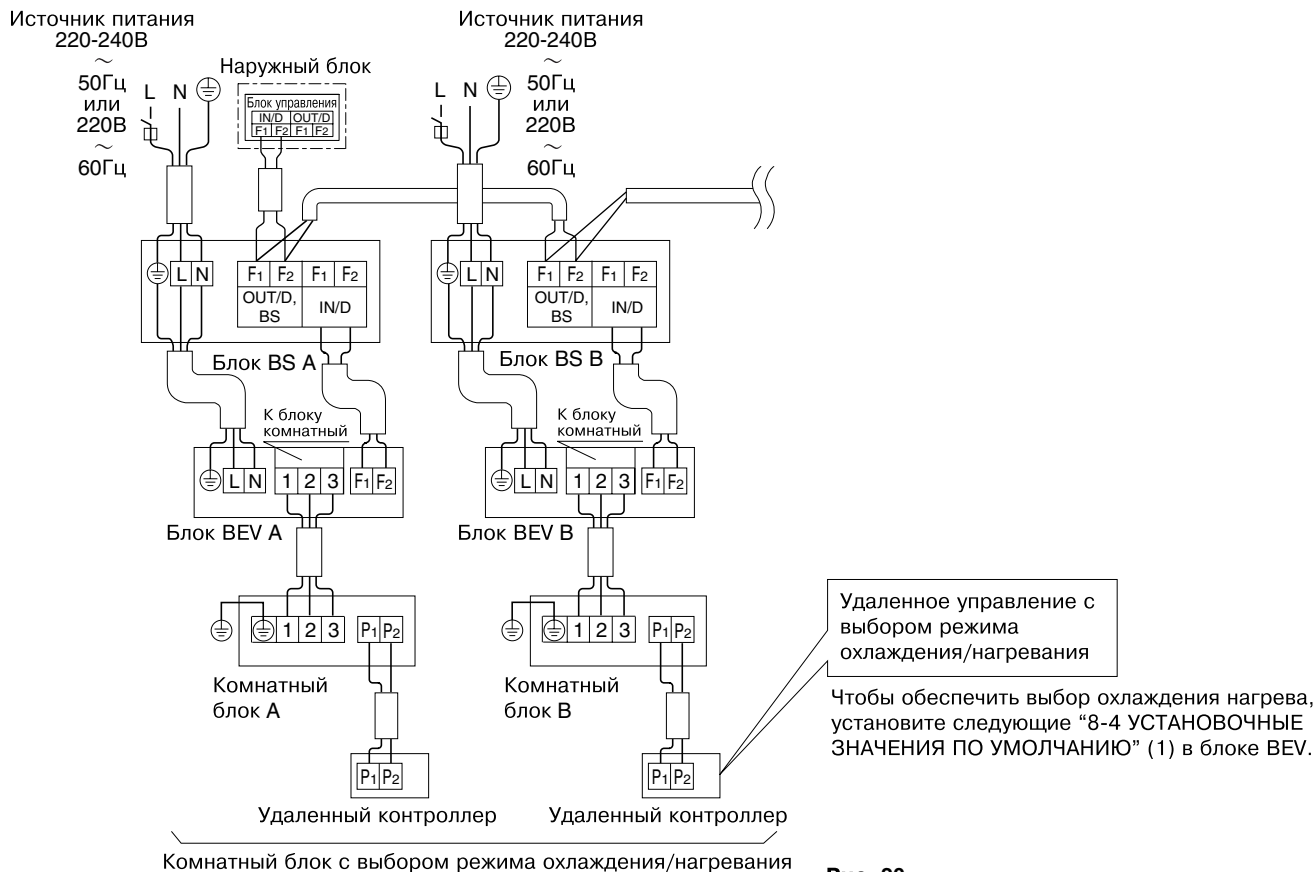 Источник питания
220-240В
~
50Гц
или
220В
~
60Гц
L N
Наружный блок
Блок управления
IN/D OUT/D
F1 F2 F1 F2
Источник питания
220-240В
~
50Гц
или
220В
~
60Гц
L N
L N
F1 F2 F1 F2
OUT/D,
BS
IN/D
Блок BS A
L N
F1 F2 F1 F2
OUT/D,
BS
IN/D
Блок BS B
К блоку
комнатный
L N
1 2 3
F1 F2
Блок BEV A
К блоку
комнатный
L N
1 2 3
F1 F2
Блок BEV B
1 2 3
P1 P2
Комнатный
блок A
P1 P2
Удаленный контроллер
1 2 3
P1 P2
Комнатный
блок B
P1 P2
Удаленный контроллер
Удаленное управление с
выбором режима
охлаждения/нагревания
Чтобы обеспечить выбор охлаждения нагрева,
установите следующие “8-4 УСТАНОВОЧНЫЕ
ЗНАЧЕНИЯ ПО УМОЛЧАНИЮ” (1) в блоке BEV.
Комнатный блок с выбором режима охлаждения/нагревания